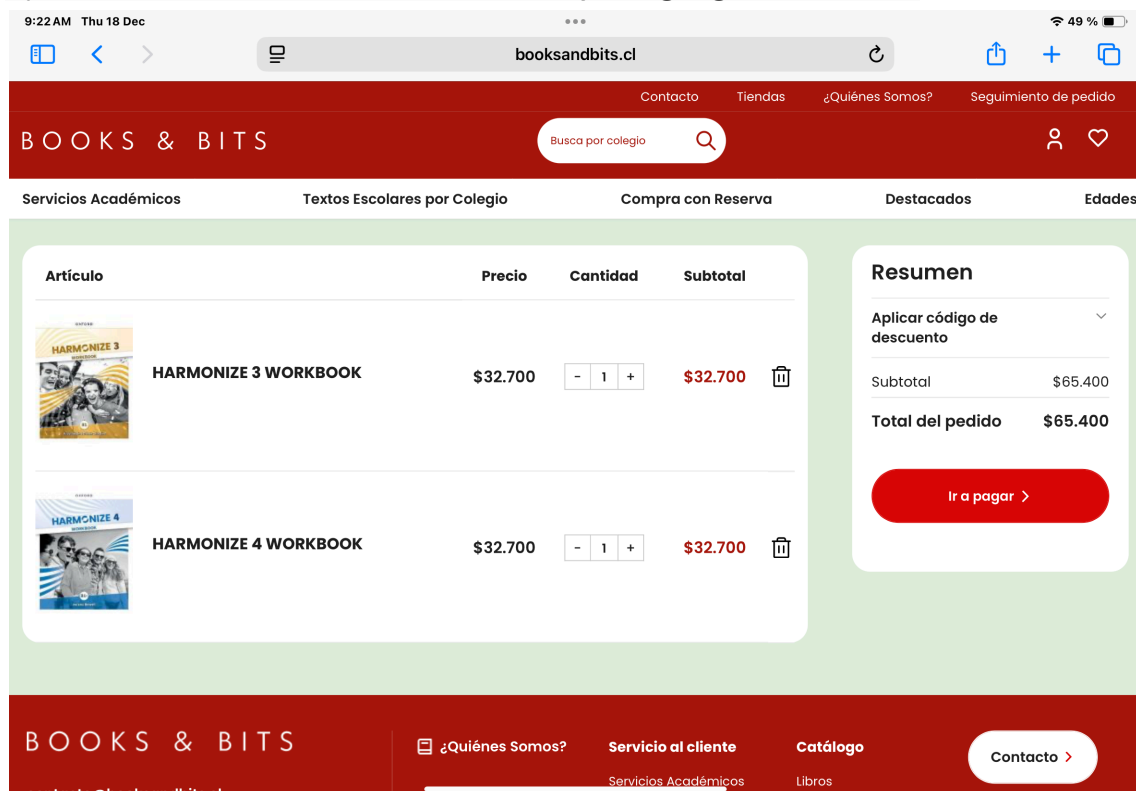 9:22 AM Thu 18 Dec
49 %
booksandbits.cl
Contacto Tiendas ¿Quiénes Somos? Seguimiento de pedido
BOOKS & BITS
Busca por colegio
Servicios Académicos Textos Escolares por Colegio Compra con Reserva Destacados Edades
Artículo Precio Cantidad Subtotal
HARMONIZE 3
WORKBOOK
HARMONIZE 3 WORKBOOK $32.700 - 1 + $32.700
HARMONIZE 4
WORKBOOK
HARMONIZE 4 WORKBOOK $32.700 - 1 + $32.700
Resumen
Aplicar código de
descuento
Subtotal $65.400
Total del pedido $65.400
Ir a pagar
BOOKS & BITS
¿Quiénes Somos?
Servicio al cliente
Servicios Académicos
Catálogo
Libros
Contacto